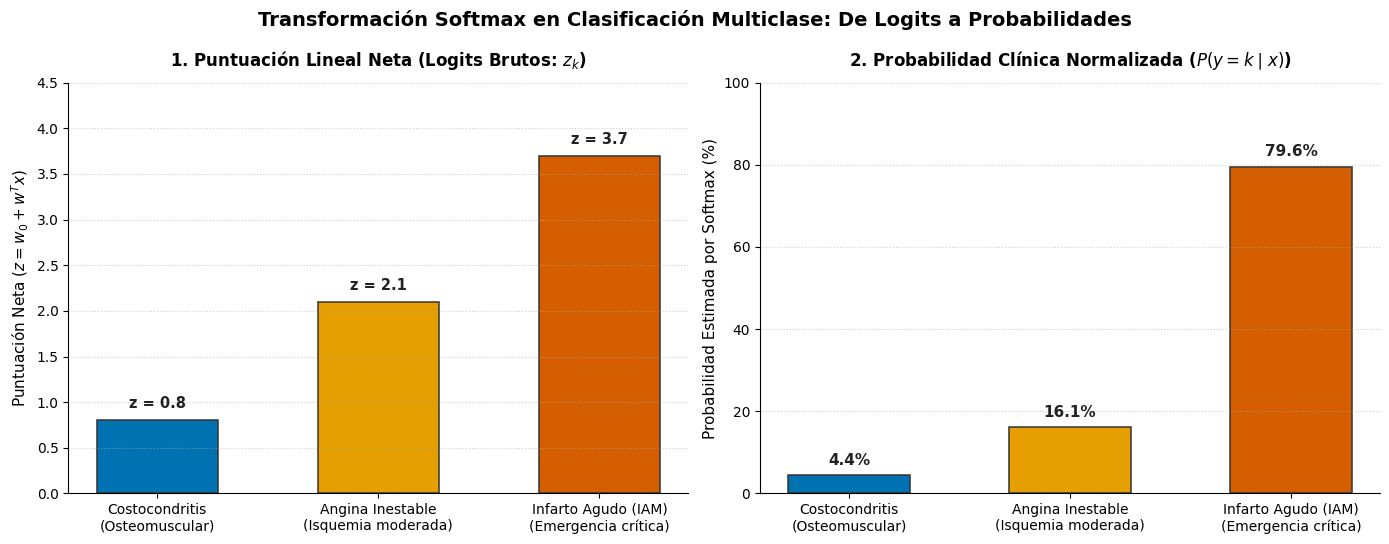 Transformación Softmax en Clasificación Multiclase: De Logits a Probabilidades
1. Puntuación Lineal Neta (Logits Brutos: z_k)
Puntuación Neta (z = w_0 + w^T x)
4.5
4.0
3.5
3.0
2.5
2.0
1.5
1.0
0.5
0.0
z = 0.8
z = 2.1
z = 3.7
Costocondritis
(Osteomuscular)
Angina Inestable
(Isquemia moderada)
Infarto Agudo (IAM)
(Emergencia crítica)
2. Probabilidad Clínica Normalizada (P(y = k | x))
Probabilidad Estimada por Softmax (%)
100
80
60
40
20
0
4.4%
16.1%
79.6%
Costocondritis
(Osteomuscular)
Angina Inestable
(Isquemia moderada)
Infarto Agudo (IAM)
(Emergencia crítica)